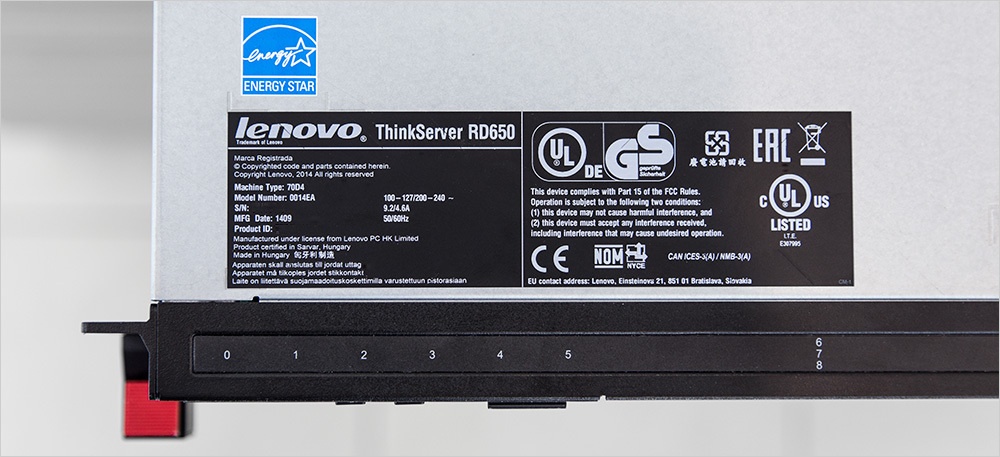 energy
ENERGY STAR
lenovo® ThinkServer RD650
Trademark of Lenovo
Marca Registrada
© Copyrighted code and parts contained herein.
Copyright Lenovo, 2014 All rights reserved
Machine Type: 70D4
Model Number: 0014EA 100-127/200-240 ~
S/N: 9.2/4.6A
MFG Date: 1409 50/60Hz
Product ID:
Manufactured under license from Lenovo PC HK Limited
Product certified in Sarvar, Hungary
Made in Hungary 匈牙利制造
Apparaten skall anslutas till jordat uttag
Apparatet må tilkoples jordet stikkontakt
Laite on liitettävä suojamaadoituskoskettimilla varustettuun pistorasiaan
UL DE GS
geprüfte
Sicherheit
廢電池請回收
EAC
This device complies with Part 15 of the FCC Rules.
Operation is subject to the following two conditions:
(1) this device may not cause harmful interference, and
(2) this device must accept any interference received,
including interference that may cause undesired operation.
C UL US
LISTED
I.T.E.
E307995
CE NOM NYCE CAN ICES-3(A) / NMB-3(A)
EU contact address: Lenovo, Einsteinova 21, 851 01 Bratislava, Slovakia
0 1 2 3 4 5 6
7
8